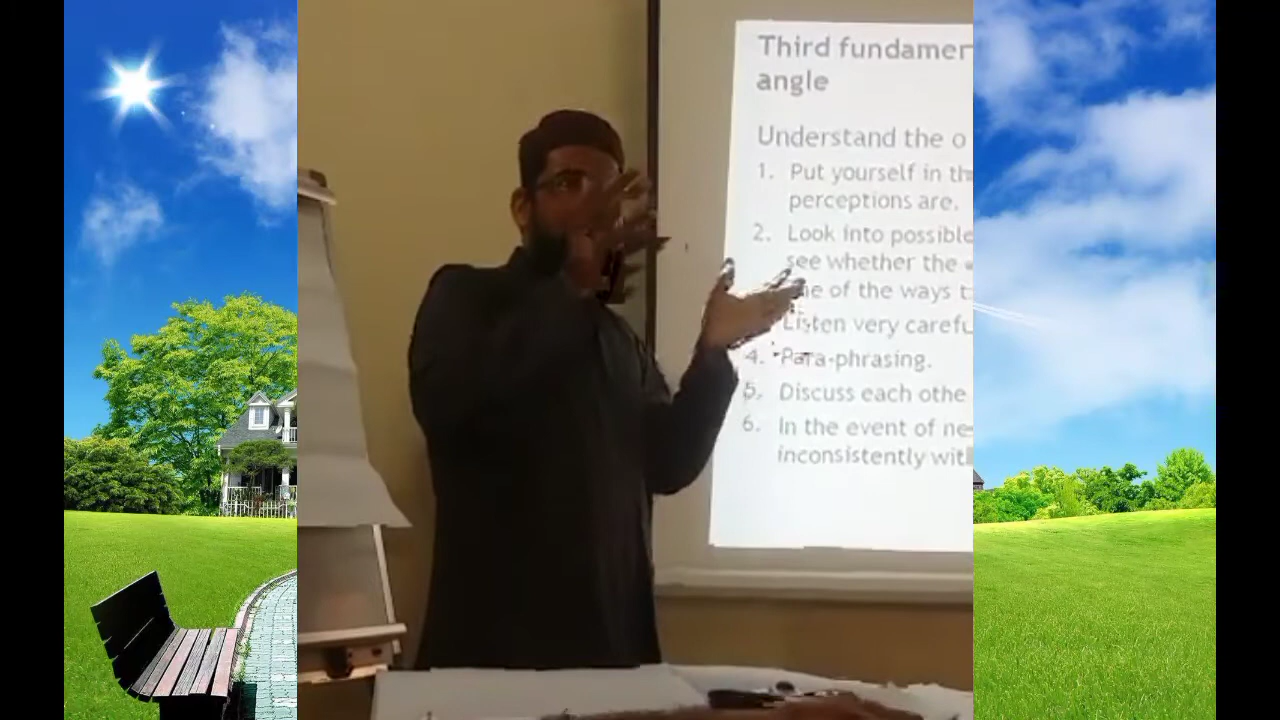 Third fundamen
angle
Understand the o
1. Put yourself in th
perceptions are.
2. Look into possible
see whether the
of the ways t
Listen very carefu
4. Para-phrasing.
5. Discuss each othe
6. In the event of ne
inconsistently wit